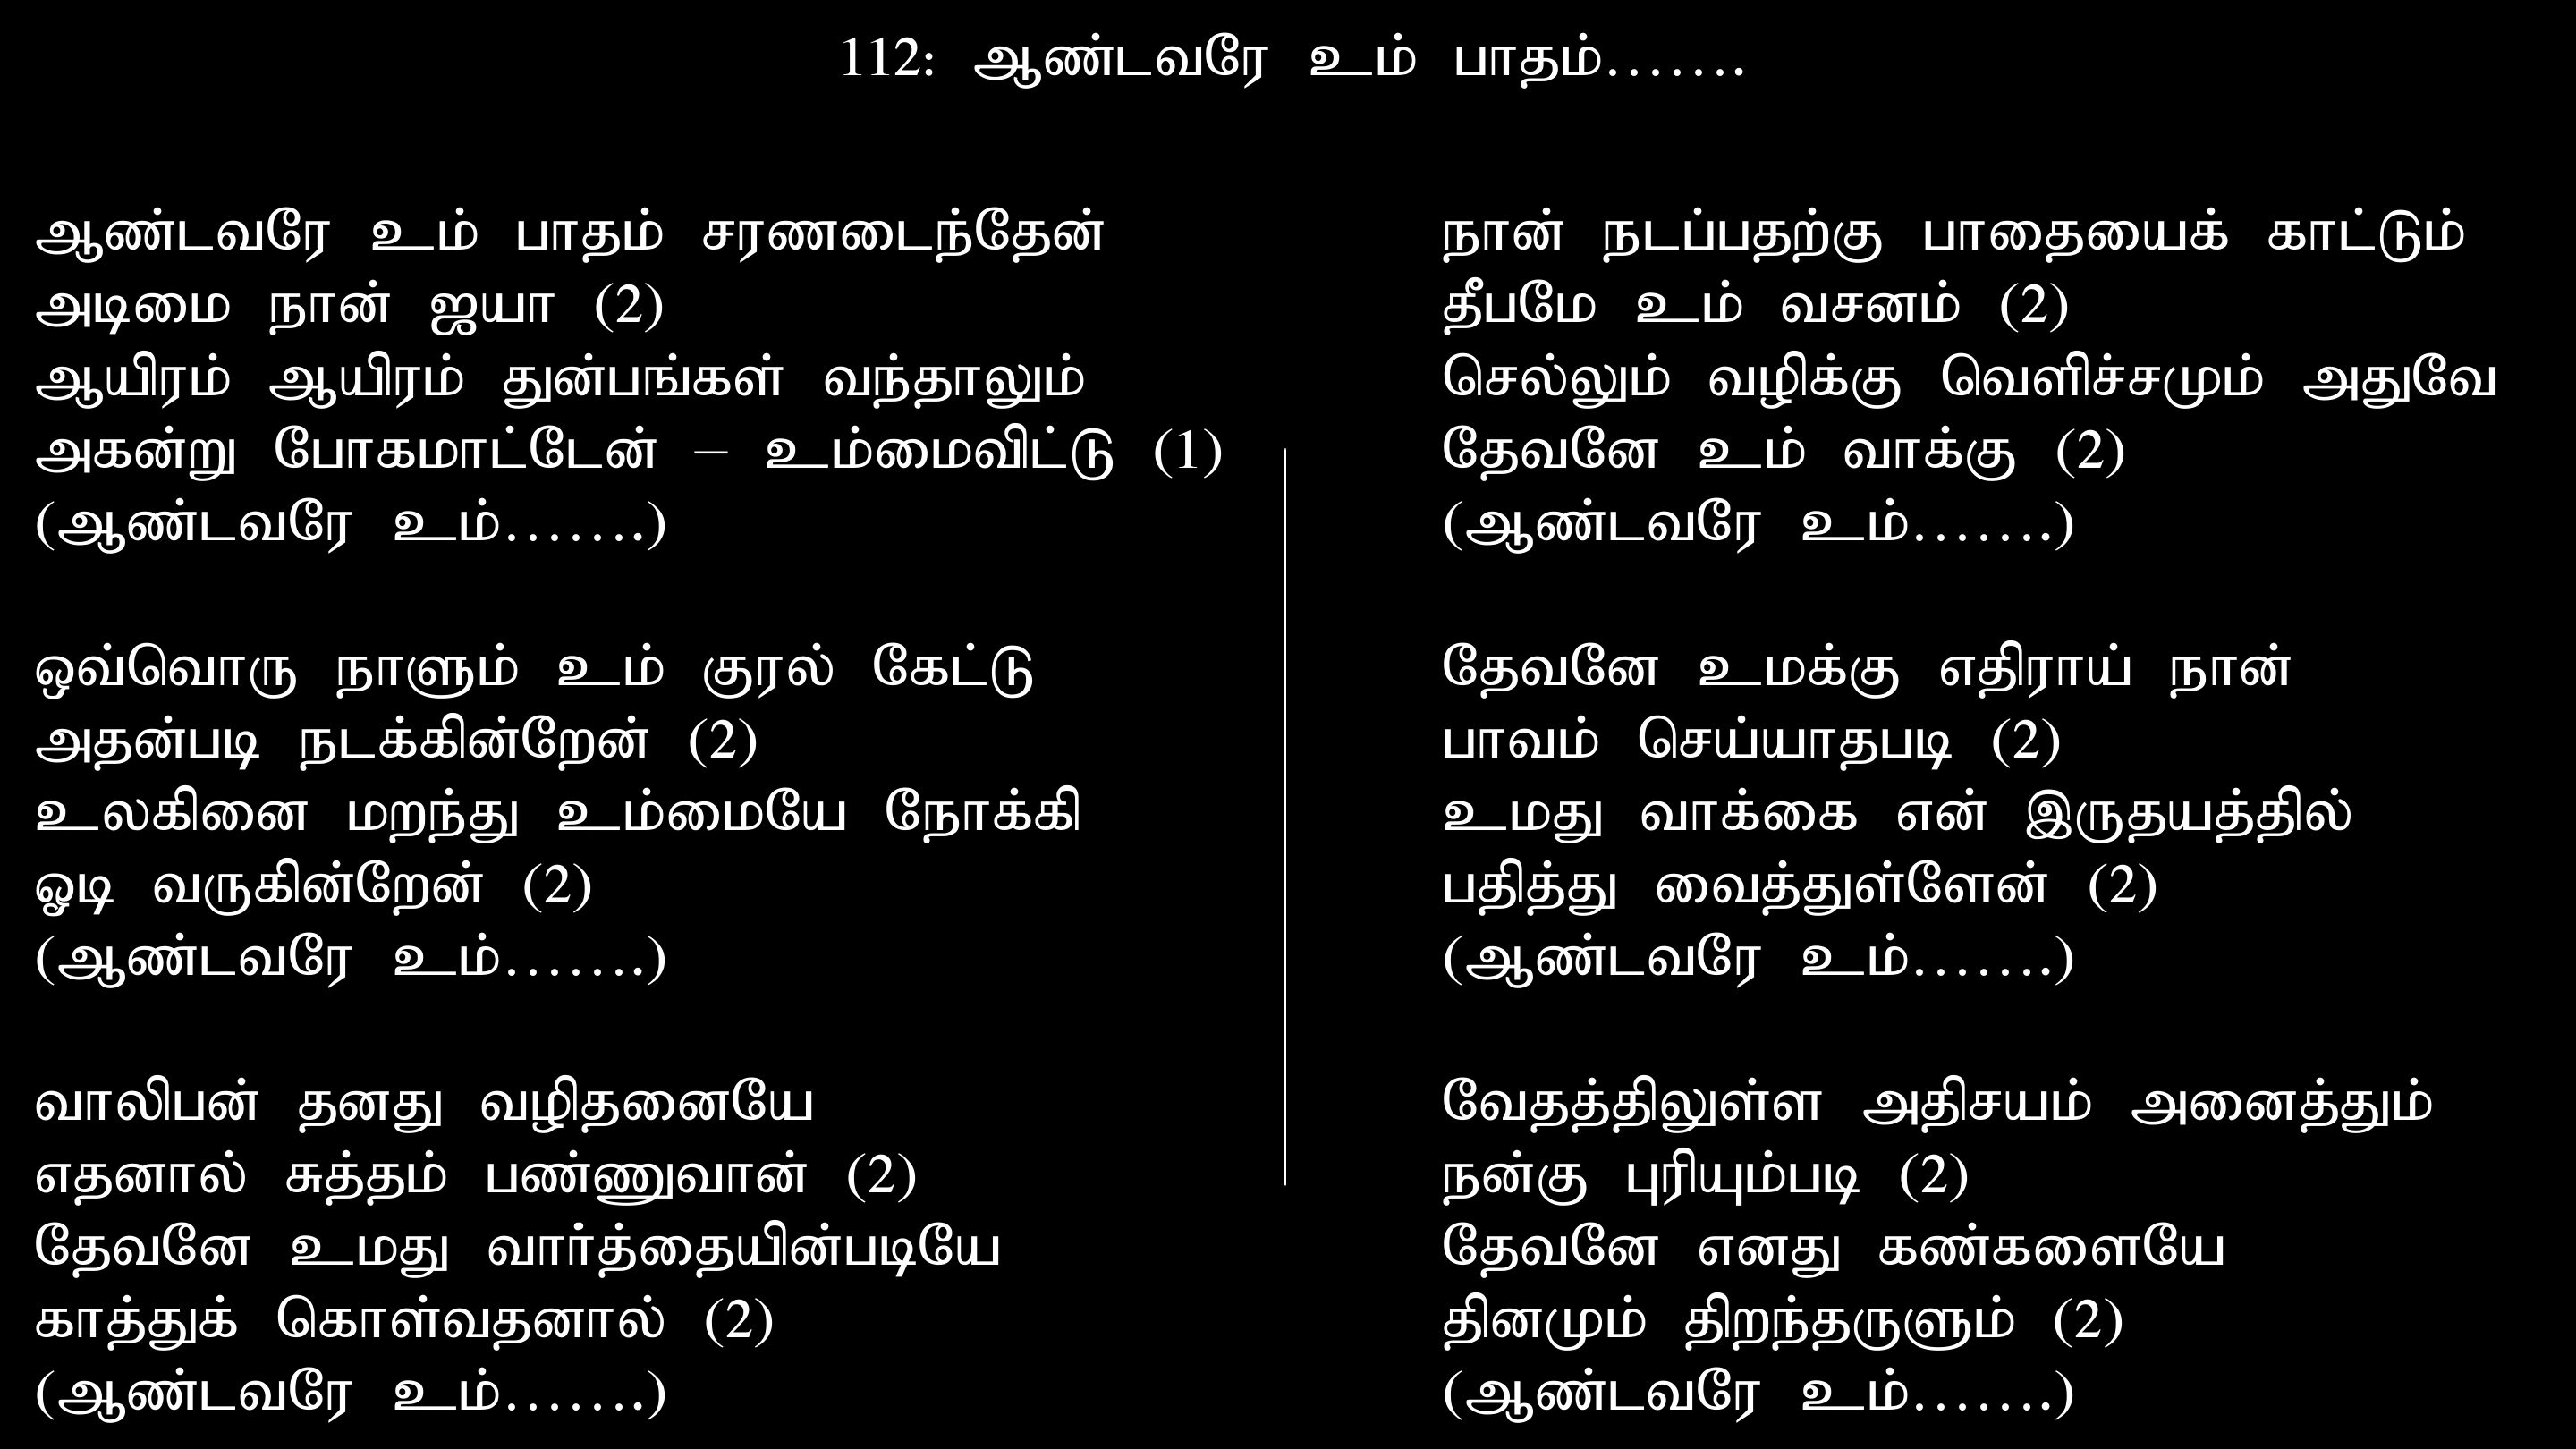 112: ஆண்டவரே உம் பாதம்.......
ஆண்டவரே உம் பாதம் சரணடைந்தேன்
அடிமை நான் ஐயா (2)
ஆயிரம் ஆயிரம் துன்பங்கள் வந்தாலும்
அகன்று போகமாட்டேன் – உம்மைவிட்டு (1)
(ஆண்டவரே உம்.......)
ஒவ்வொரு நாளும் உம் குரல் கேட்டு
அதன்படி நடக்கின்றேன் (2)
உலகினை மறந்து உம்மையே நோக்கி
ஓடி வருகின்றேன் (2)
(ஆண்டவரே உம்.......)
வாலிபன் தனது வழிதனையே
எதனால் சுத்தம் பண்ணுவான் (2)
தேவனே உமது வார்த்தையின்படியே
காத்துக் கொள்வதனால் (2)
(ஆண்டவரே உம்.......)
நான் நடப்பதற்கு பாதையைக் காட்டும்
தீபமே உம் வசனம் (2)
செல்லும் வழிக்கு வெளிச்சமும் அதுவே
தேவனே உம் வாக்கு (2)
(ஆண்டவரே உம்.......)
தேவனே உமக்கு எதிராய் நான்
பாவம் செய்யாதபடி (2)
உமது வாக்கை என் இருதயத்தில்
பதித்து வைத்துள்ளேன் (2)
(ஆண்டவரே உம்.......)
வேதத்திலுள்ள அதிசயம் அனைத்தும்
நன்கு புரியும்படி (2)
தேவனே எனது கண்களையே
தினமும் திறந்தருளும் (2)
(ஆண்டவரே உம்.......)